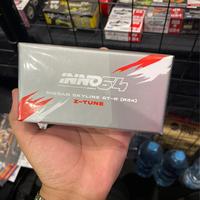 INNO64
NISSAN SKYLINE GT-R (R34)
Z-TUNE